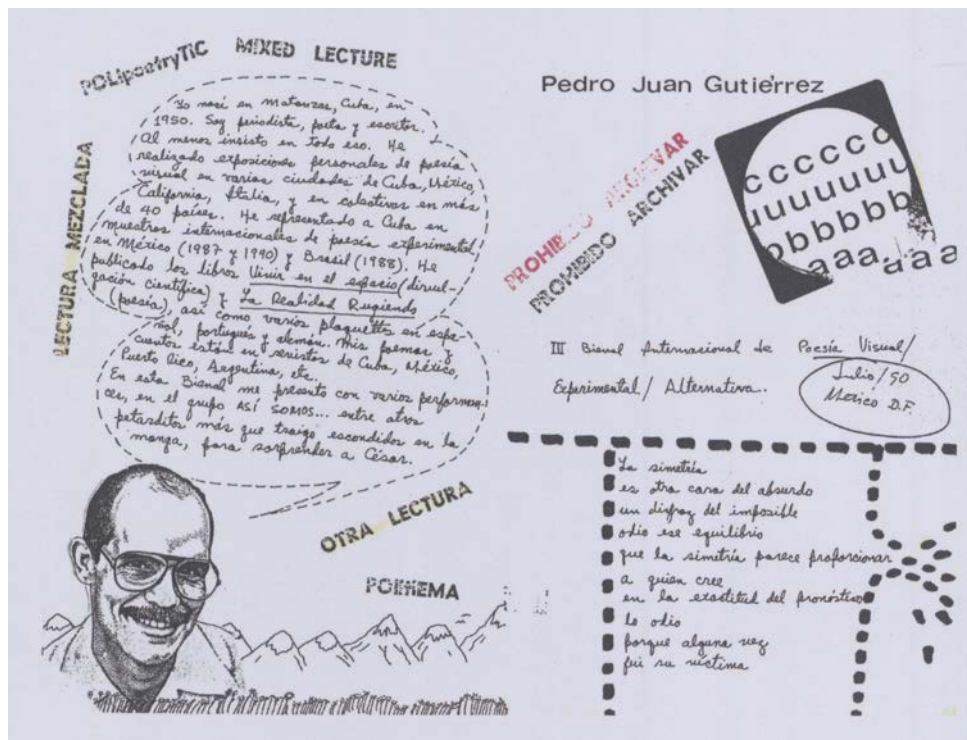 POLIpoetryTIC MIXED LECTURE
LECTURA MEZCLADA
Yo nací en Matanzas, Cuba, en
1950. Soy periodista, poeta y escritor.
Al menos insisto en todo eso. He
realizado exposiciones personales de poesía
visual en varias ciudades de Cuba, México,
California, Italia, y en colectivas en más
de 40 países. He representado a Cuba en
muestras internacionales de poesía experimental,
en México (1987 y 1990) y Brasil (1988). He
publicado los libros Vivir en el espacio (divul-
gación científica) y La Realidad Rugiendo
(poesía), así como varios plaquetts en espa-
ñol, portugués y alemán. Mis poemas y
cuentos están en revistas de Cuba, México,
Puerto Rico, Argentina, etc.
En esta Bienal me presento con varios performan-
ces, en el grupo ASÍ SOMOS... entre otros
petarditos más que traigo escondidos en la
manga, para sorprender a César.
OTRA LECTURA
POEHEMA
Pedro Juan Gutiérrez
PROHIBIDO ARCHIVAR
PROHIBIDO ARCHIVAR
cccccc
uuuuuuu
bbbbbb
aaa.aaa
III Bienal Internacional de Poesía Visual/
Experimental/ Alternativa.
Julio/90
México D.F.
La simetría
es otra cara del absurdo
un disfraz del imposible
odio ese equilibrio
que la simetría parece proporcionar
a quien cree
en la exactitud del pronóstico
lo odio
porque alguna vez
fui su víctima